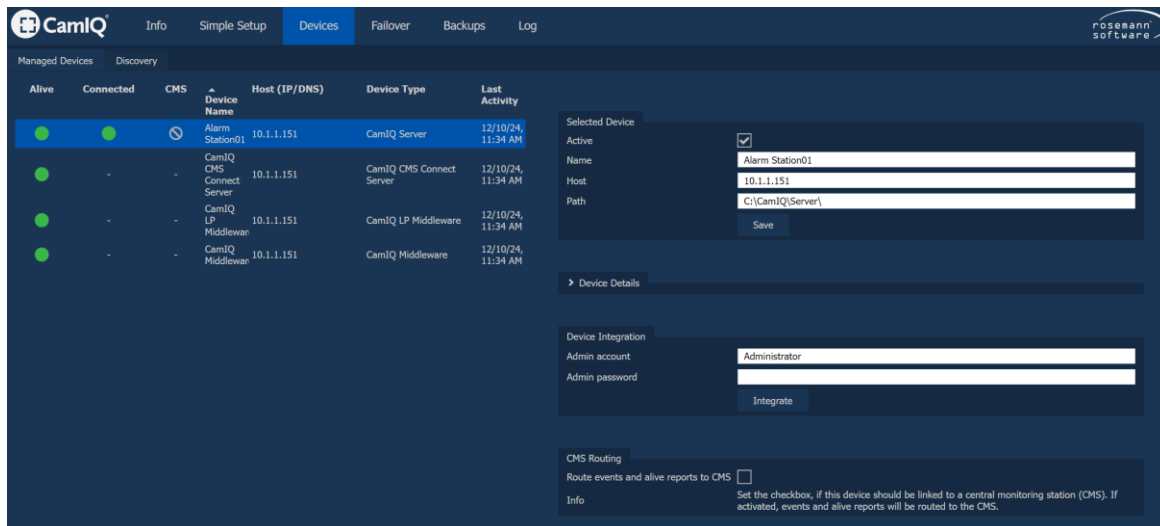 CamIQ Info Simple Setup Devices Failover Backups Log rosemann software
Managed Devices Discovery
Alive Connected CMS Device Name Host (IP/DNS) Device Type Last Activity
Alarm Station01 10.1.1.151 CamIQ Server 12/10/24, 11:34 AM
CamIQ CMS Connect Server 10.1.1.151 CamIQ CMS Connect Server 12/10/24, 11:34 AM
- -
CamIQ LP Middlewar 10.1.1.151 CamIQ LP Middleware 12/10/24, 11:34 AM
- -
CamIQ Middlewar 10.1.1.151 CamIQ Middleware 12/10/24, 11:34 AM
- -
Selected Device
Active
Name Alarm Station01
Host 10.1.1.151
Path C:\CamIQ\Server\
Save
Device Details
Device Integration
Admin account Administrator
Admin password
Integrate
CMS Routing
Route events and alive reports to CMS
Info Set the checkbox, if this device should be linked to a central monitoring station (CMS). If
activated, events and alive reports will be routed to the CMS.